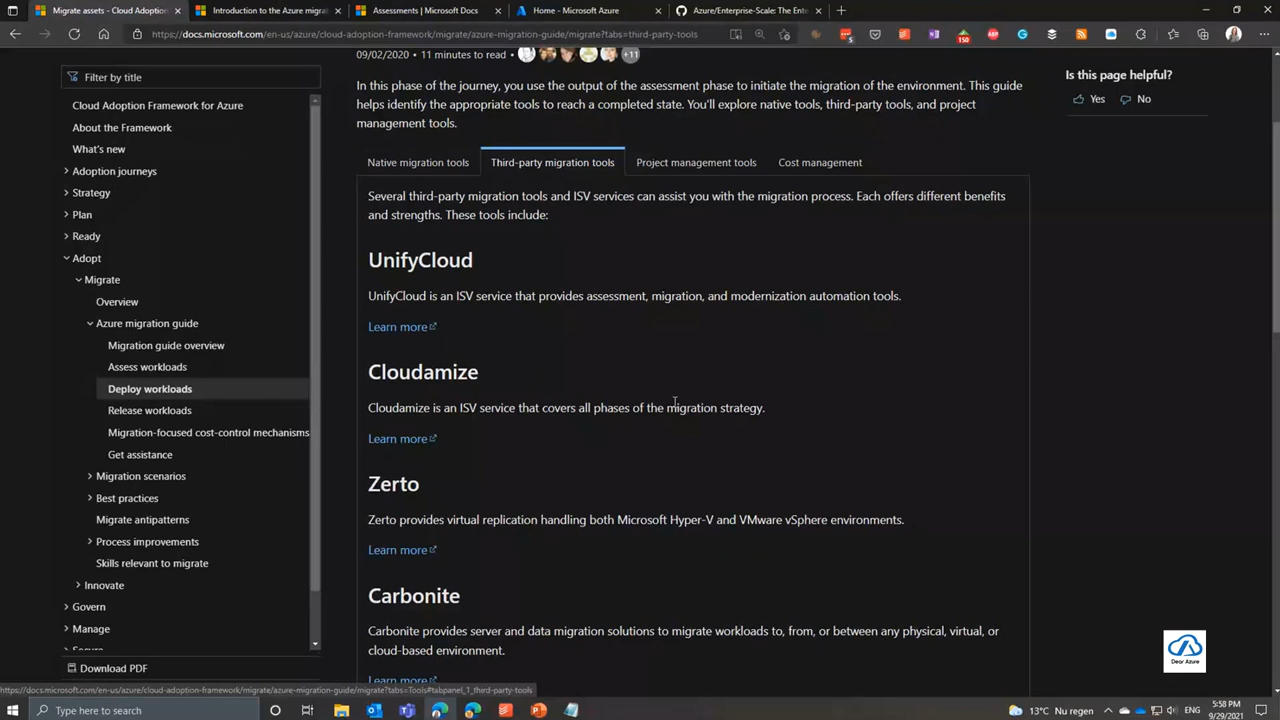 Migrate assets - Cloud Adoption
Introduction to the Azure migrat
Assessments | Microsoft Docs
Home - Microsoft Azure
Azure/Enterprise-Scale: The Ente
https://docs.microsoft.com/en-us/azure/cloud-adoption-framework/migrate/azure-migration-guide/migrate?tabs=third-party-tools
150
09/02/2020 • 11 minutes to read
+11
Is this page helpful?
Yes
No
Filter by title
Cloud Adoption Framework for Azure
About the Framework
What's new
Adoption journeys
Strategy
Plan
Ready
Adopt
Migrate
Overview
Azure migration guide
Migration guide overview
Assess workloads
Deploy workloads
Release workloads
Migration-focused cost-control mechanisms
Get assistance
Migration scenarios
Best practices
Migrate antipatterns
Process improvements
Skills relevant to migrate
Innovate
Govern
Manage
Download PDF
In this phase of the journey, you use the output of the assessment phase to initiate the migration of the environment. This guide
helps identify the appropriate tools to reach a completed state. You'll explore native tools, third-party tools, and project
management tools.
Native migration tools
Third-party migration tools
Project management tools
Cost management
Several third-party migration tools and ISV services can assist you with the migration process. Each offers different benefits
and strengths. These tools include:
UnifyCloud
UnifyCloud is an ISV service that provides assessment, migration, and modernization automation tools.
Learn more
Cloudamize
Cloudamize is an ISV service that covers all phases of the migration strategy.
Learn more
Zerto
Zerto provides virtual replication handling both Microsoft Hyper-V and VMware vSphere environments.
Learn more
Carbonite
Carbonite provides server and data migration solutions to migrate workloads to, from, or between any physical, virtual, or
cloud-based environment.
Learn more
Dear Azure
https://docs.microsoft.com/en-us/azure/cloud-adoption-framework/migrate/azure-migration-guide/migrate?tabs=Tools#tabpanel_1_third-party-tools
Type here to search
13°C Nu regen
ENG
5:58 PM
9/29/2021